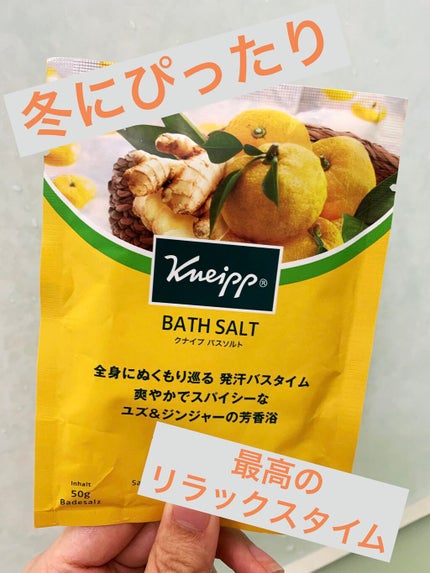 冬にぴったり
Kneipp®
BATH SALT
クナイプ バスソルト
全身にぬくもり巡る 発汗バスタイム
爽やかでスパイシーな
ユズ&ジンジャーの芳香浴
Inhalt
50g
Badesalz
最高の
リラックスタイム